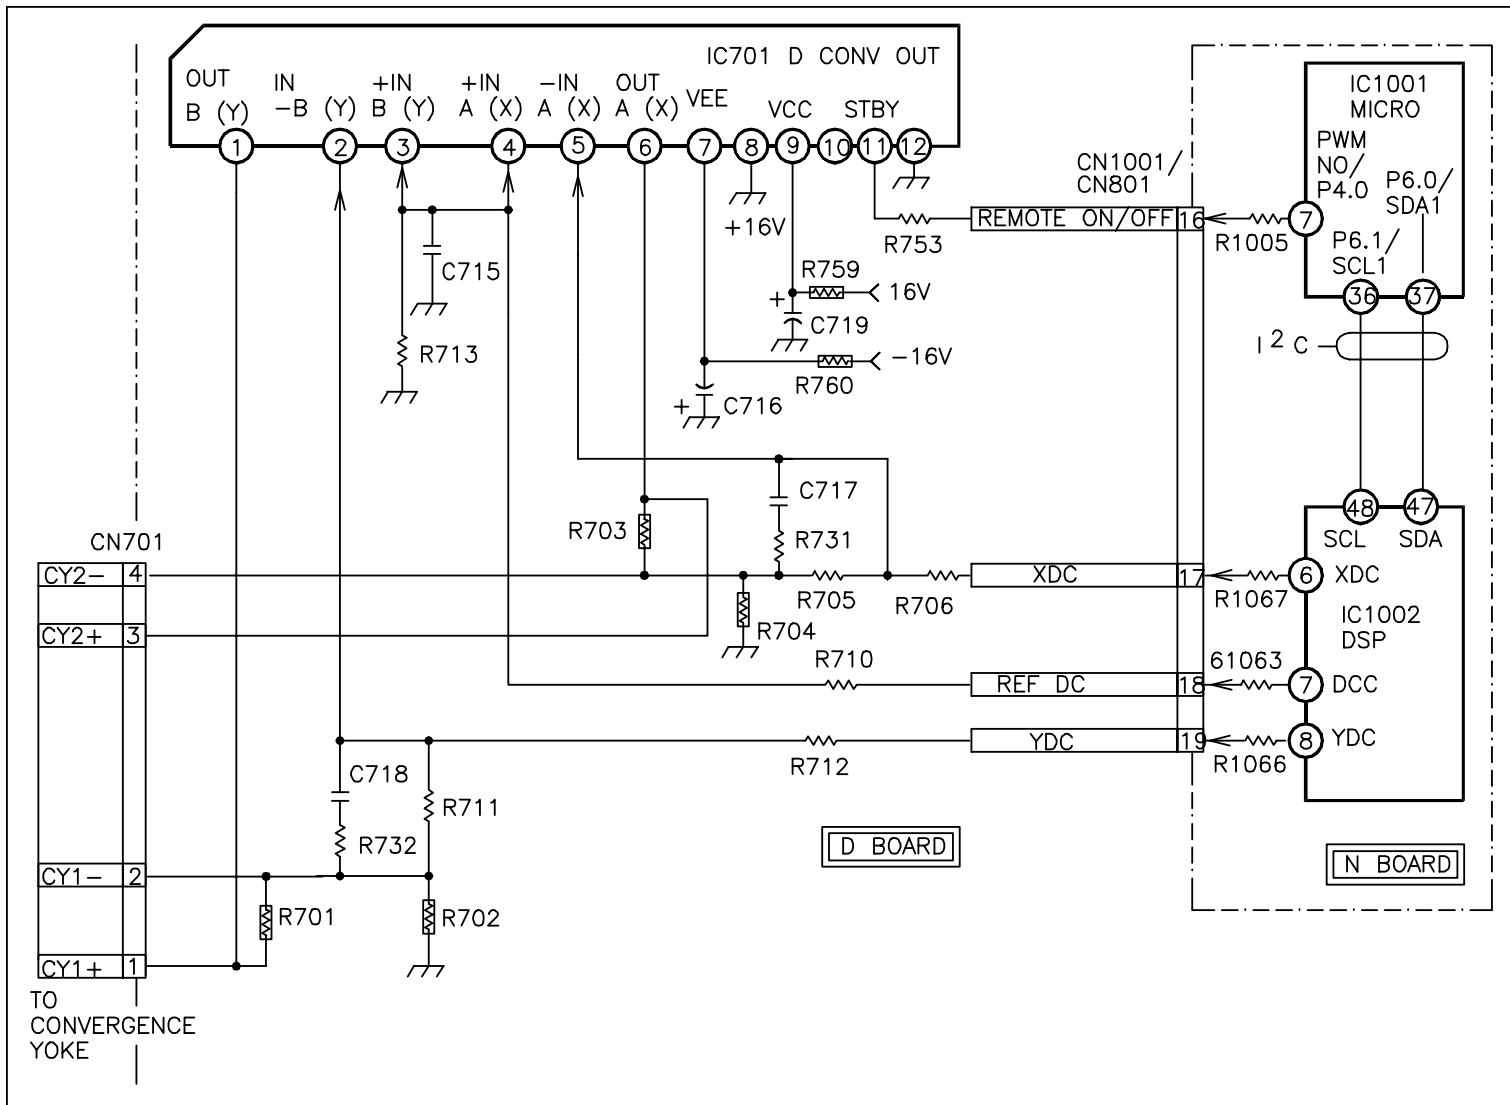 IC701 D CONV OUT
OUT
B (Y)
IN
-B (Y)
+IN
B (Y)
+IN
A (X)
-IN
A (X)
OUT
A (X)
VEE
VCC
STBY
1
2
3
4
5
6
7
8
9
10
11
12
IC1001
MICRO
PWM
NO/
P4.0
P6.0/
SDA1
P6.1/
SCL1
7
36
37
CN1001/
CN801
REMOTE ON/OFF 16
R1005
R753
+16V
C715
R759
16V
C719
R713
R760
-16V
C716
I 2 C
C717
R703
R731
48
47
SCL
SDA
CN701
CY2- 4
R705
R706
XDC 17
R1067
6
XDC
IC1002
DSP
CY2+ 3
R704
R710
REF DC 18
61063
7
DCC
YDC 19
R712
R1066
8
YDC
C718
R711
R732
D BOARD
N BOARD
CY1- 2
R701
R702
CY1+ 1
TO
CONVERGENCE
YOKE